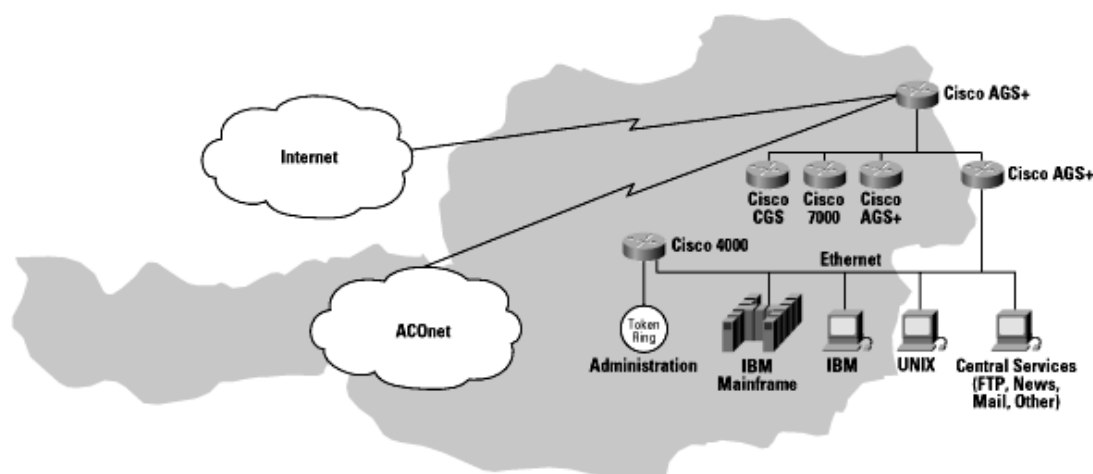 Cisco AGS+
Internet
Cisco AGS+
Cisco
CGS
Cisco
7000
Cisco
AGS+
Cisco 4000
Ethernet
ACOnet
Token
Ring
Administration
IBM
Mainframe
IBM
UNIX
Central Services
(FTP, News,
Mail, Other)